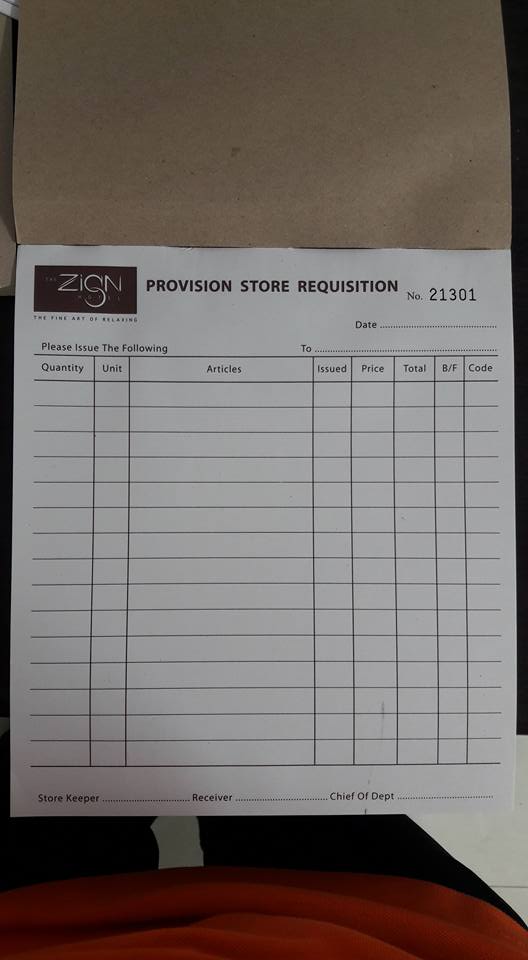 THE ZiGN
HOTEL
THE FINE ART OF RELAXING
PROVISION STORE REQUISITION
No. 21301
Date ..................................
Please Issue The Following To ....................................................
Quantity Unit Articles Issued Price Total B/F Code
Store Keeper .......................... Receiver ........................... Chief Of Dept ............................